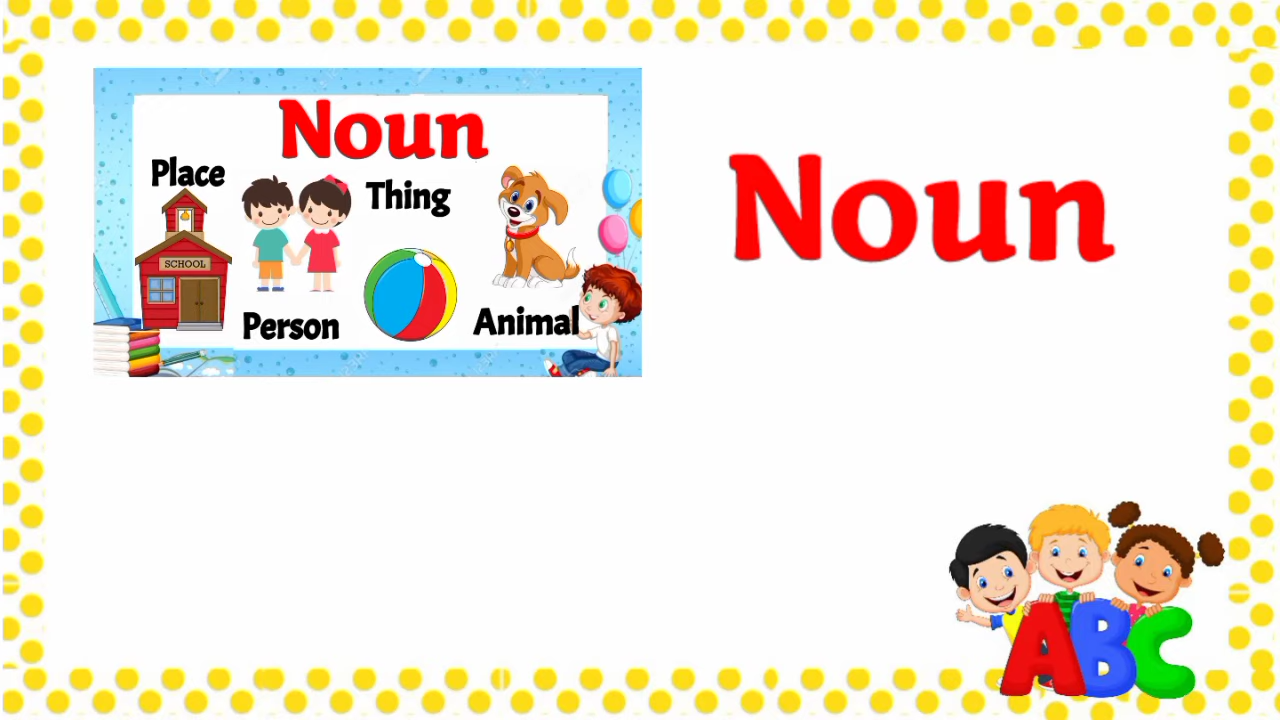 Noun
Place
Thing
SCHOOL
Person
Animal
Noun
ABC